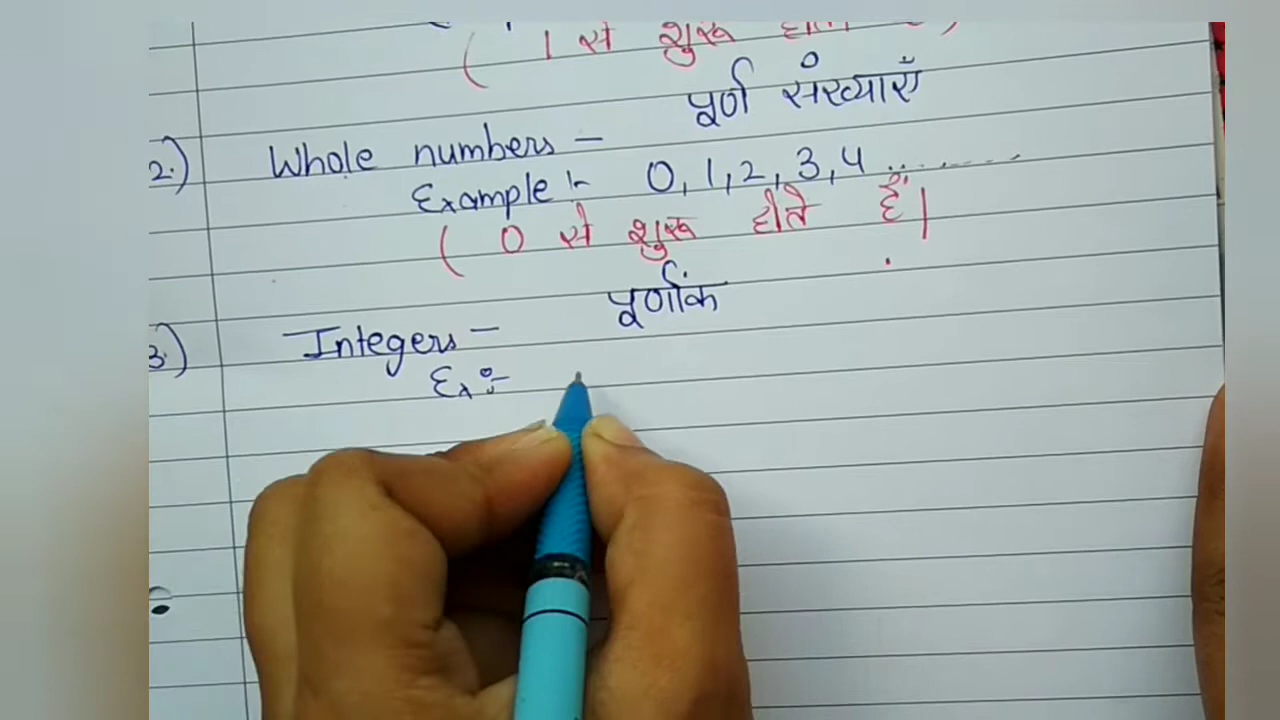 ( 1 से शुरू होती
पूर्ण संख्याएँ
2.) Whole numbers –
Example :- 0, 1, 2, 3, 4 .........
( 0 से शुरू होते हैं।
पूर्णांक
3.) Integers –
Ex :-